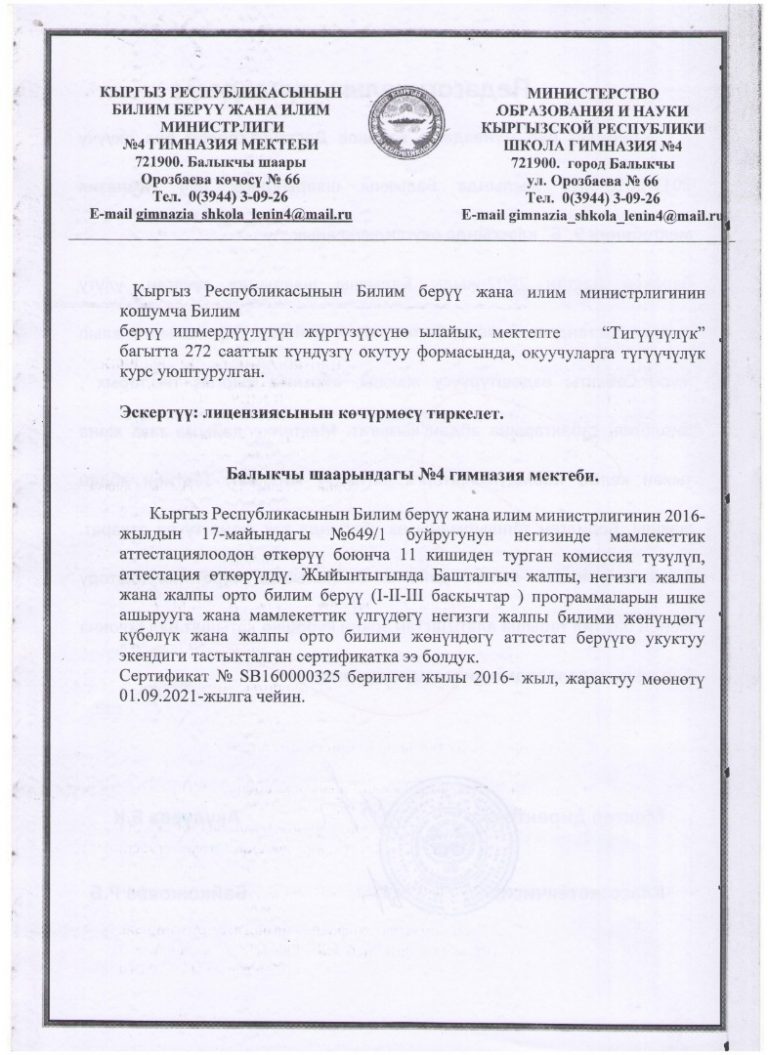 КЫРГЫЗ РЕСПУБЛИКАСЫНЫН
БИЛИМ БЕРҮҮ ЖАНА ИЛИМ
МИНИСТРЛИГИ
№4 ГИМНАЗИЯ МЕКТЕБИ
721900. Балыкчы шаары
Орозбаева көчөсү № 66
Тел. 0(3944) 3-09-26
E-mail gimnazia_shkola_lenin4@mail.ru
МИНИСТЕРСТВО
ОБРАЗОВАНИЯ И НАУКИ
КЫРГЫЗСКОЙ РЕСПУБЛИКИ
ШКОЛА ГИМНАЗИЯ №4
721900. город Балыкчы
ул. Орозбаева № 66
Тел. 0(3944) 3-09-26
E-mail gimnazia_shkola_lenin4@mail.ru
Кыргыз Республикасынын Билим берүү жана илим министрлигинин
кошумча Билим
берүү ишмердүүлүгүн жүргүзүүсүнө ылайык, мектепте “Тигүүчүлүк”
багытта 272 сааттык күндүзгү окутуу формасында, окуучуларга түгүүчүлүк
курс уюштурулган.
Эскертүү: лицензиясынын көчүрмөсү тиркелет.
Балыкчы шаарындагы №4 гимназия мектеби.
Кыргыз Республикасынын Билим берүү жана илим министрлигинин 2016-
жылдын 17-майындагы №649/1 буйругунун негизинде мамлекеттик
аттестациялоодон өткөрүү боюнча 11 кишиден турган комиссия түзүлүп,
аттестация өткөрүлдү. Жыйынтыгында Башталгыч жалпы, негизги жалпы
жана жалпы орто билим берүү (I-II-III баскычтар ) программаларын ишке
ашырууга жана мамлекеттик үлгүдөгү негизги жалпы билими жөнүндөгү
күбөлүк жана жалпы орто билими жөнүндөгү аттестат берүүгө укуктуу
экендиги тастыкталган сертификатка ээ болдук.
Сертификат № SB160000325 берилген жылы 2016- жыл, жарактуу мөөнөтү
01.09.2021-жылга чейин.